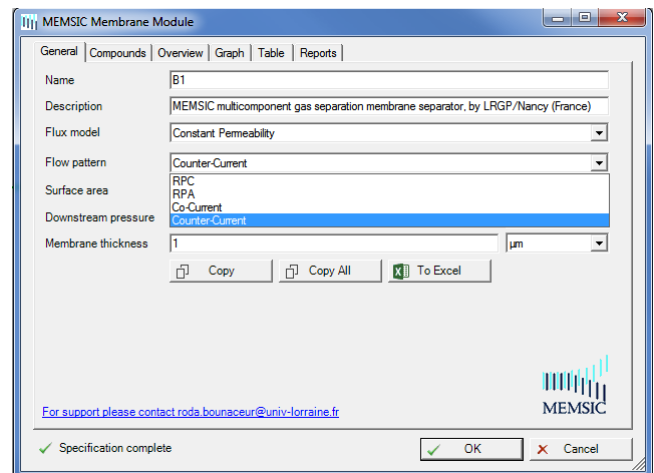 MEMSIC Membrane Module
General Compounds Overview Graph Table Reports
Name B1
Description MEMSIC multicomponent gas separation membrane separator, by LRGP/Nancy (France)
Flux model Constant Permeability
Flow pattern Counter-Current
RPC
Surface area RPA
Co-Current
Downstream pressure Counter-Current
Membrane thickness 1 µm
Copy Copy All To Excel
MEMSIC
For support please contact roda.bounaceur@univ-lorraine.fr
Specification complete OK Cancel